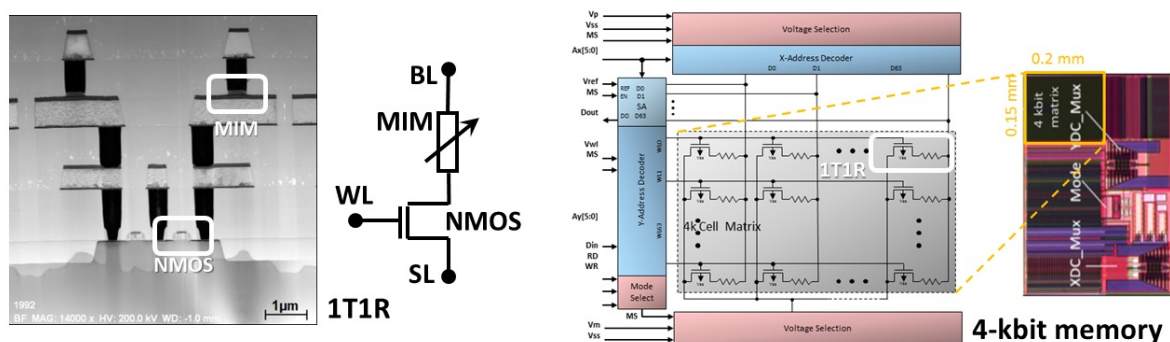 MIM
NMOS
1992
BF MAG: 14000 x HV: 200.0 kV WD: -1.0 mm
1µm
1T1R
BL
MIM
WL
NMOS
SL
Vp
Vss
MS
Ax[5:0]
Vref
MS
Dout
Vwl
MS
Ay[5:0]
Din
RD
WR
Vm
Vss
Voltage Selection
X-Address Decoder
D0 D1 D63
REF D0
EN D1
SA
DO D63
Y-Address Decoder
Mode
Select
MS
1T1R
4k Cell Matrix
Voltage Selection
0.2 mm
0.15 mm
4 kbit
matrix
YDC_Mux
Mode
XDC_Mux
4-kbit memory